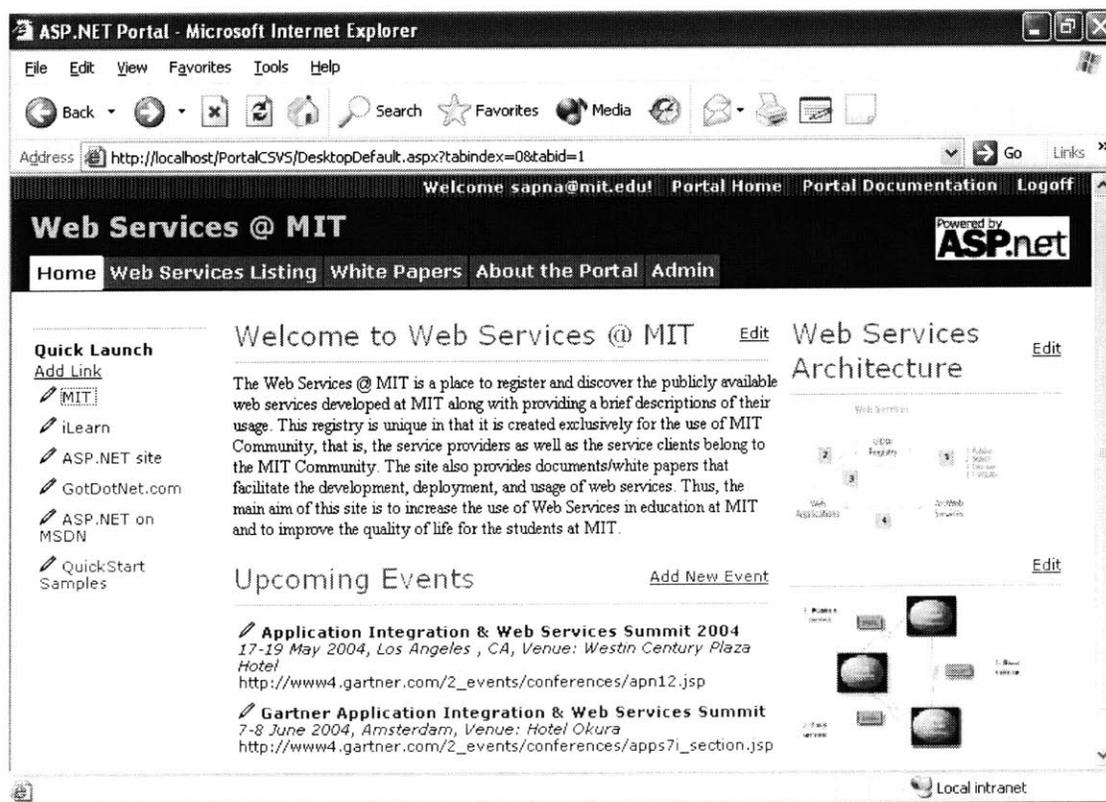 ASP.NET Portal - Microsoft Internet Explorer
File Edit View Favorites Tools Help
Back Search Favorites Media
Address http://localhost/PortalCSVS/DesktopDefault.aspx?tabindex=0&tabid=1 Go Links »
Welcome sapna@mit.edu! Portal Home Portal Documentation Logoff
Web Services @ MIT
Powered by
ASP.net
Home Web Services Listing White Papers About the Portal Admin
Quick Launch
Add Link
MIT
iLearn
ASP.NET site
GotDotNet.com
ASP.NET on
MSDN
QuickStart
Samples
Welcome to Web Services @ MIT Edit
The Web Services @ MIT is a place to register and discover the publicly available
web services developed at MIT along with providing a brief descriptions of their
usage. This registry is unique in that it is created exclusively for the use of MIT
Community, that is, the service providers as well as the service clients belong to
the MIT Community. The site also provides documents/white papers that
facilitate the development, deployment, and usage of web services. Thus, the
main aim of this site is to increase the use of Web Services in education at MIT
and to improve the quality of life for the students at MIT.
Upcoming Events Add New Event
Application Integration & Web Services Summit 2004
17-19 May 2004, Los Angeles , CA, Venue: Westin Century Plaza
Hotel
http://www4.gartner.com/2_events/conferences/apn12.jsp
Gartner Application Integration & Web Services Summit
7-8 June 2004, Amsterdam, Venue: Hotel Okura
http://www4.gartner.com/2_events/conferences/apps7i_section.jsp
Web Services
Architecture
Edit
Web Services
UDDI
Registry
2
3
Web
Applications
4
Edit
Local intranet